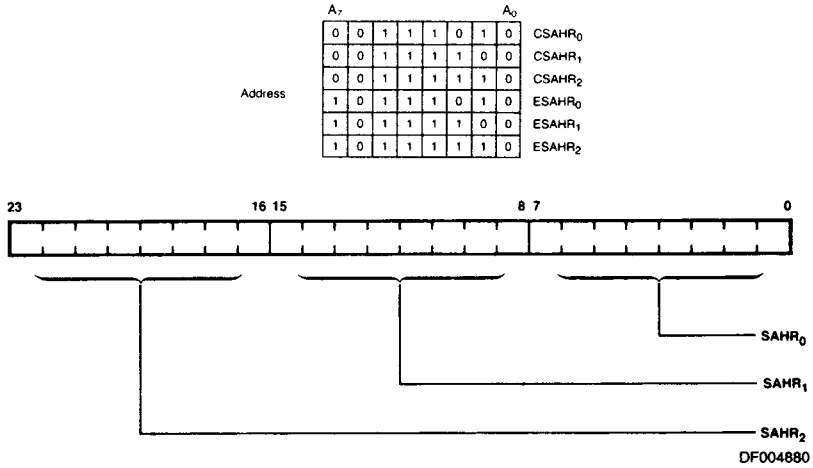 A₇ A₀
0 0 1 1 1 0 1 0 CSAHR₀
0 0 1 1 1 1 0 0 CSAHR₁
0 0 1 1 1 1 1 0 CSAHR₂
Address
1 0 1 1 1 0 1 0 ESAHR₀
1 0 1 1 1 1 0 0 ESAHR₁
1 0 1 1 1 1 1 0 ESAHR₂
23 16 15 8 7 0
SAHR₀
SAHR₁
SAHR₂
DF004880